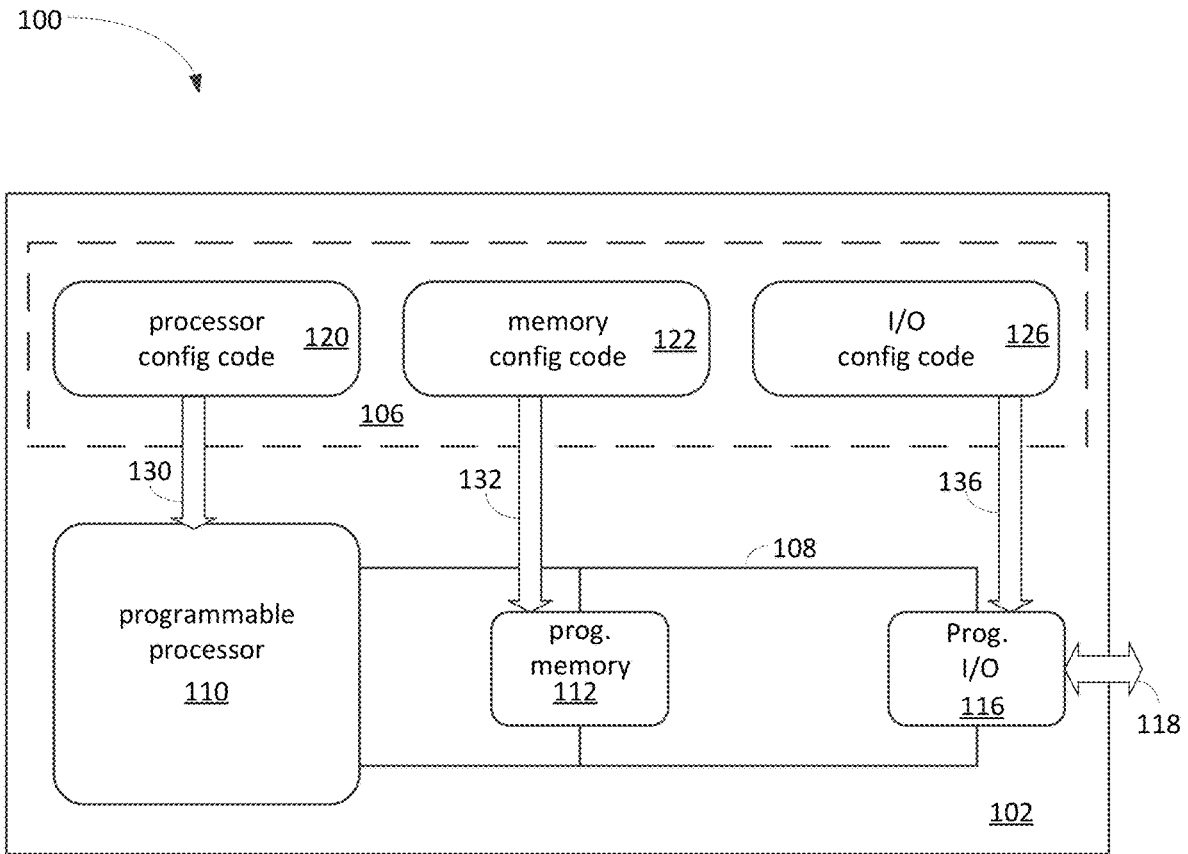 100
processor
config code
120
memory
config code
122
I/O
config code
126
106
130
132
136
108
programmable
processor
110
prog.
memory
112
Prog.
I/O
116
118
102